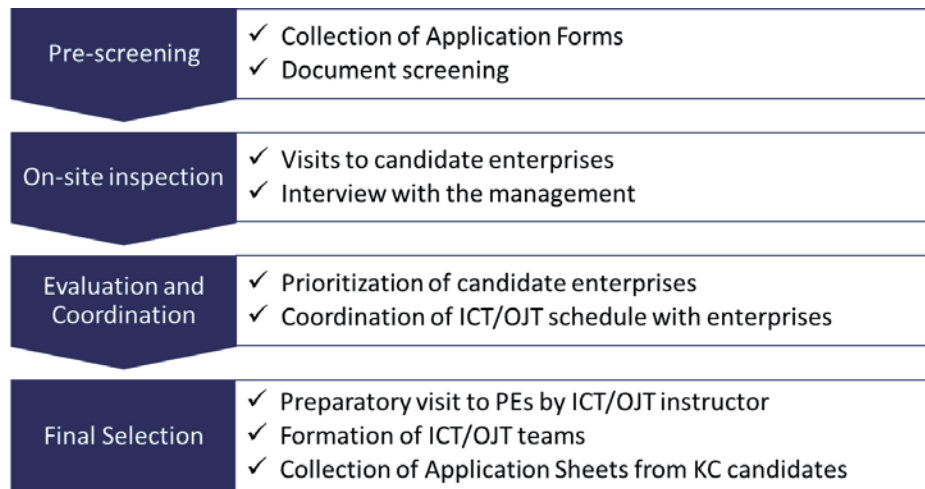 Pre-screening
✓ Collection of Application Forms
✓ Document screening
On-site inspection
✓ Visits to candidate enterprises
✓ Interview with the management
Evaluation and
Coordination
✓ Prioritization of candidate enterprises
✓ Coordination of ICT/OJT schedule with enterprises
Final Selection
✓ Preparatory visit to PEs by ICT/OJT instructor
✓ Formation of ICT/OJT teams
✓ Collection of Application Sheets from KC candidates